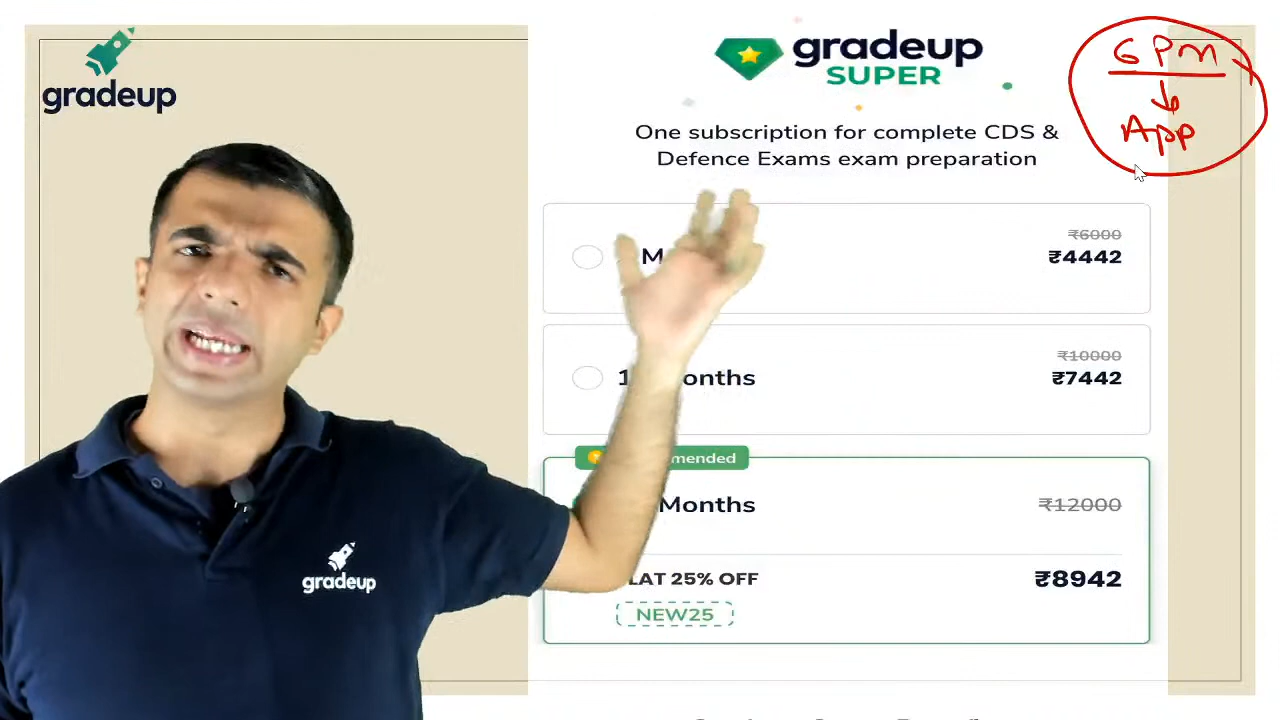 gradeup
gradeup
SUPER
6 PM
App
One subscription for complete CDS &
Defence Exams exam preparation
₹6000
₹4442
₹10000
onths
₹7442
mended
Months
₹12000
LAT 25% OFF
₹8942
NEW25
gradeup